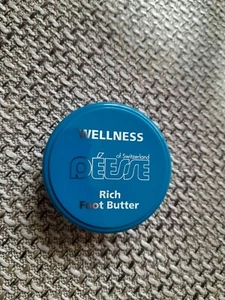 WELLNESS
of Switzerland
DÉESSE
Rich
Foot Butter